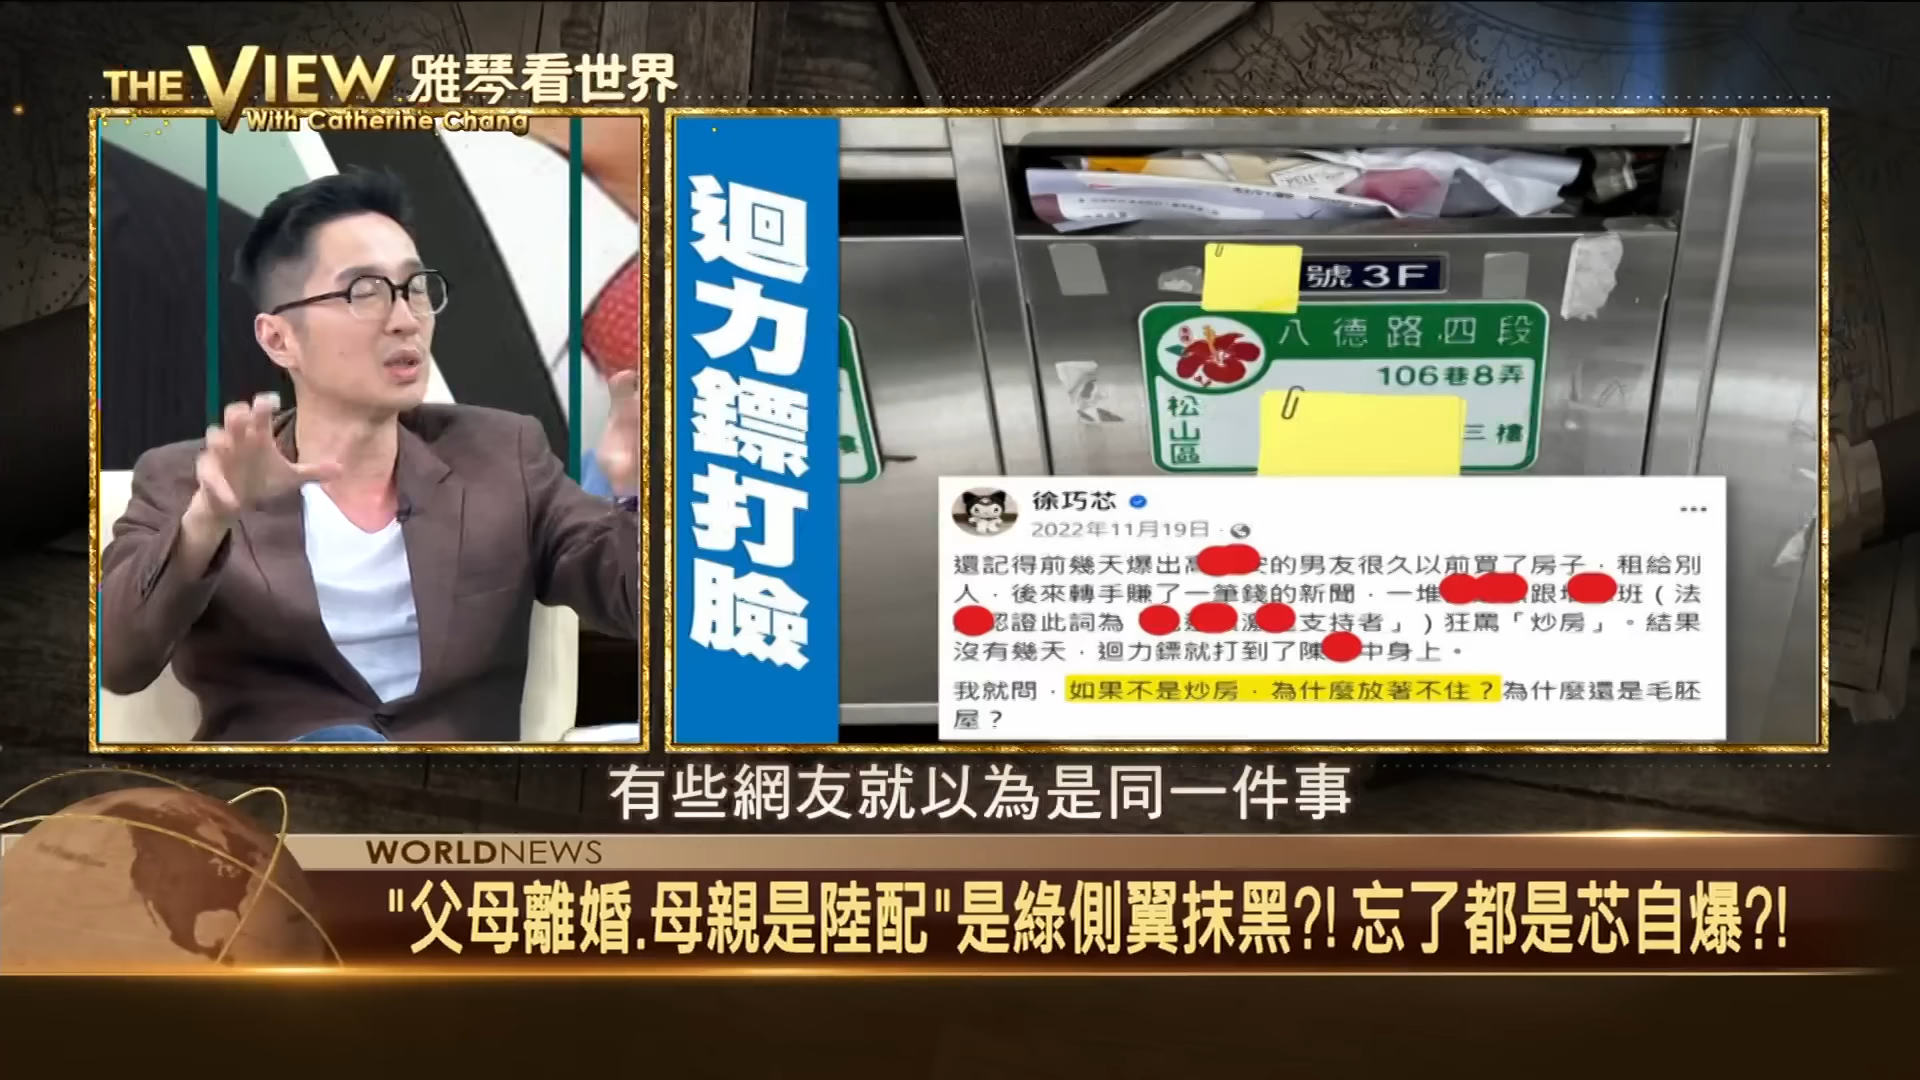 THE VIEW 雅琴看世界
With Catherine Chang
迴力鏢打臉
號 3F
八德路四段
106巷8弄
松山區
三樓
樓
徐巧芯
2022年11月19日
還記得前幾天爆出高 安的男友很久以前買了房子，租給別
人，後來轉手賺了一筆錢的新聞，一堆 跟 班（法
認證此詞為 支持者」）狂罵「炒房」。結果
沒有幾天，迴力鏢就打到了陳 中身上。
我就問，如果不是炒房，為什麼放著不住？為什麼還是毛胚
屋？
有些網友就以為是同一件事
WORLDNEWS
"父母離婚.母親是陸配"是綠側翼抹黑?! 忘了都是芯自爆?!